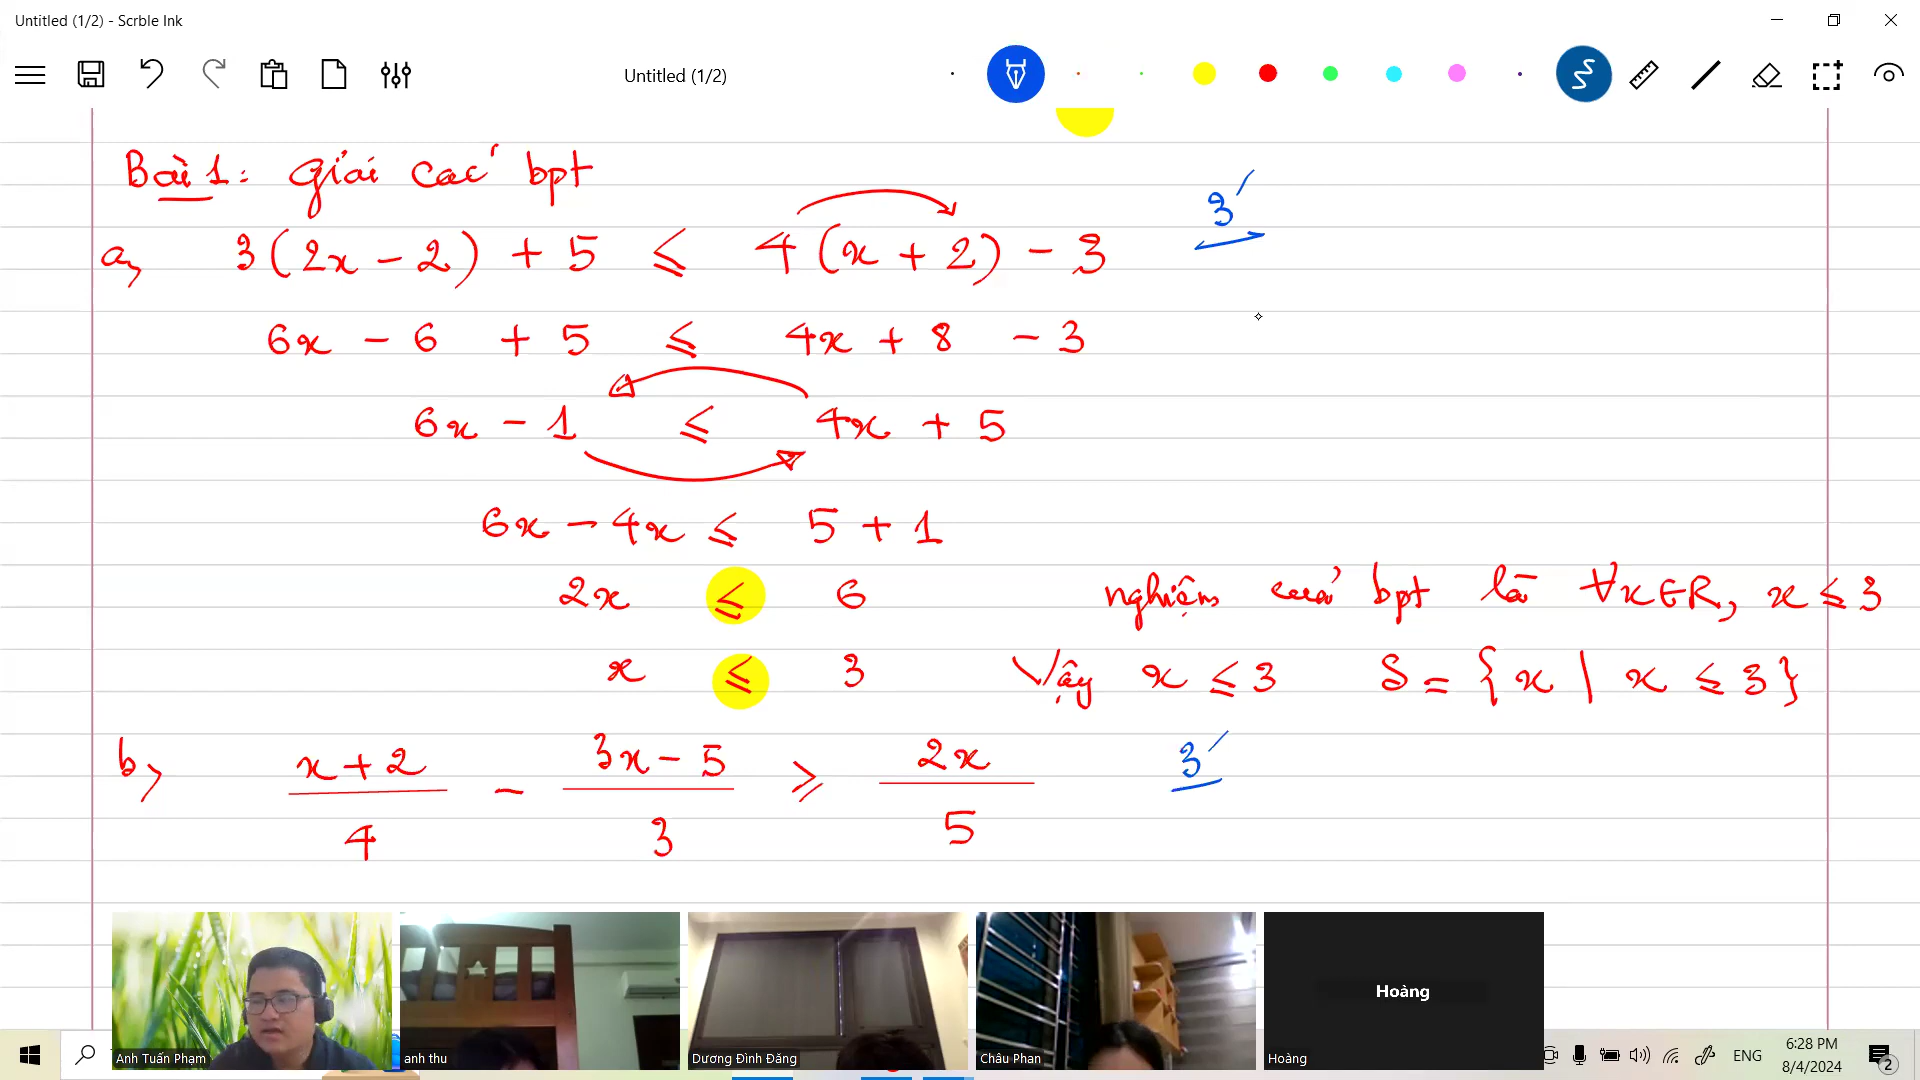 Untitled (1/2) - Scrble Ink
Untitled (1/2)
Bài 1: Giải các bpt
3'
a, 3(2x - 2) + 5 ≤ 4(x + 2) - 3
6x - 6 + 5 ≤ 4x + 8 - 3
6x - 1 ≤ 4x + 5
6x - 4x ≤ 5 + 1
2x ≤ 6 nghiệm của bpt là ∀x∈R, x ≤ 3
x ≤ 3 Vậy x ≤ 3 S = {x | x ≤ 3}
b, (x+2)/4 - (3x-5)/3 ≥ 2x/5 3'
Hoàng
Anh Tuấn Phạm
anh thu
Dương Đình Đăng
Châu Phan
Hoàng
ENG
6:28 PM
8/4/2024
2